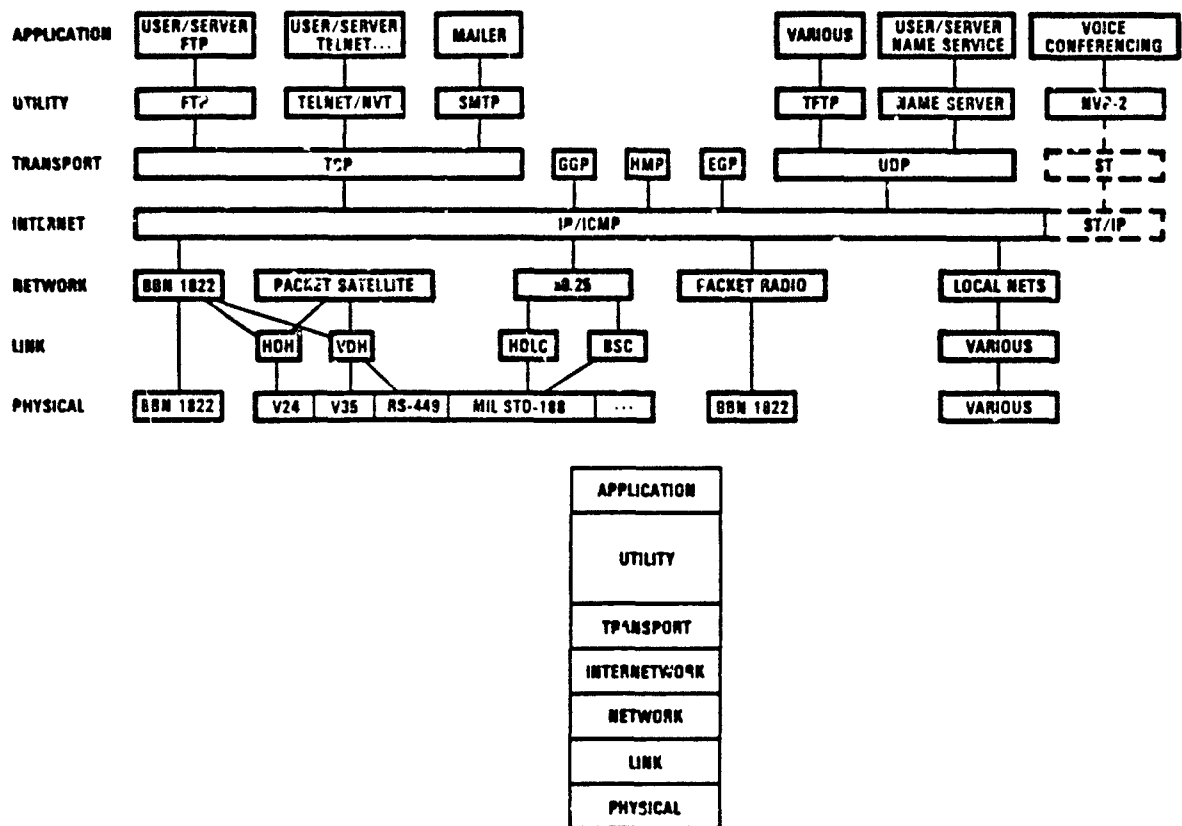 APPLICATION USER/SERVER FTP USER/SERVER TELNET... MAILER VARIOUS USER/SERVER NAME SERVICE VOICE CONFERENCING
UTILITY FTP TELNET/NVT SMTP TFTP NAME SERVER NVP-2
TRANSPORT TCP GGP HMP EGP UDP ST
INTERNET IP/ICMP ST/IP
NETWORK BBN 1822 PACKET SATELLITE X.25 PACKET RADIO LOCAL NETS
LINK HDH VDH HDLC BSC VARIOUS
PHYSICAL BBN 1822 V24 V35 RS-449 MIL STD-188 ... BBN 1822 VARIOUS
APPLICATION
UTILITY
TRANSPORT
INTERNETWORK
NETWORK
LINK
PHYSICAL